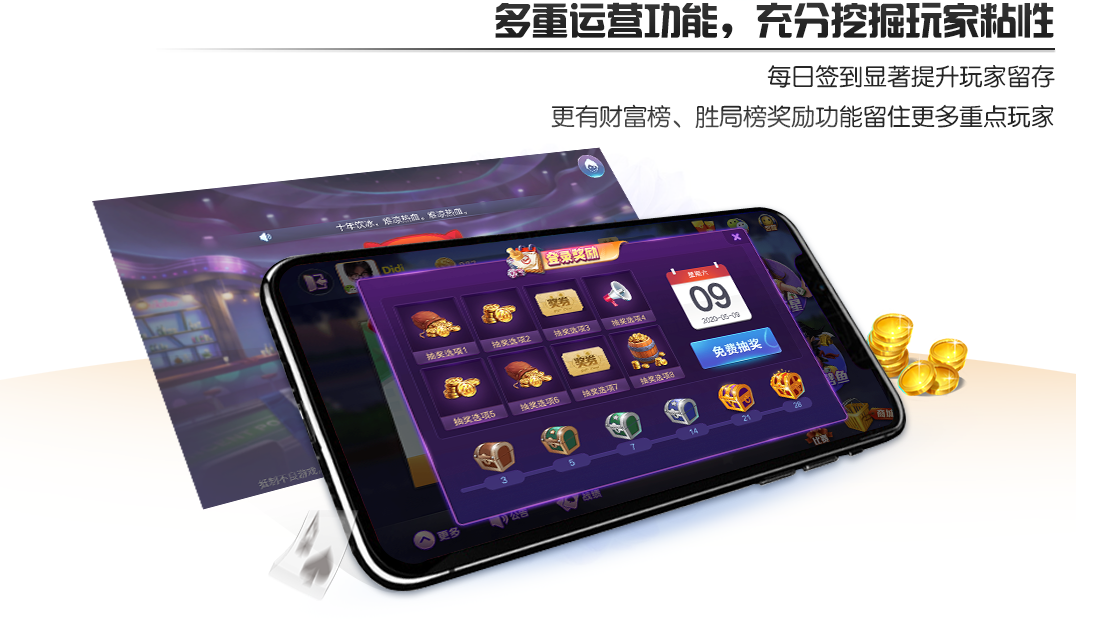 多重运营功能，充分挖掘玩家粘性
每日签到显著提升玩家留存
更有财富榜、胜局榜奖励功能留住更多重点玩家
十年饮冰，难凉热血。难凉热血。
Didi
登录奖励
星期六
09
2020-05-09
免费抽奖
抽奖选项1
抽奖选项2
奖券
抽奖选项3
抽奖选项4
抽奖选项5
抽奖选项6
奖券
抽奖选项7
抽奖选项8
3
5
7
14
21
28
商城
比赛
战绩
公告
更多
抵制不良游戏